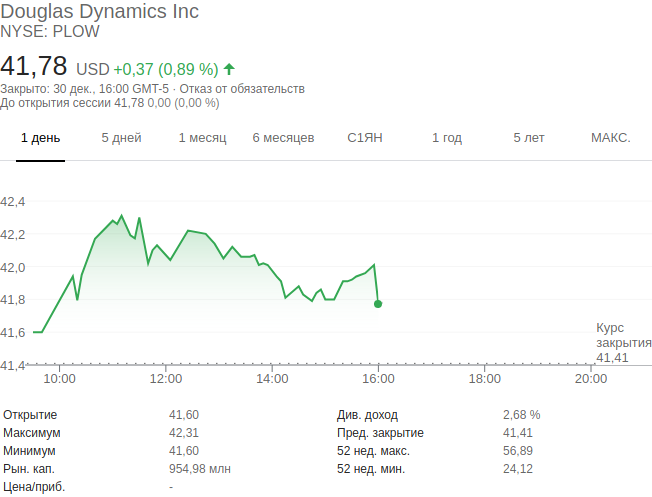 Douglas Dynamics Inc
NYSE: PLOW
41,78 USD +0,37 (0,89 %)
Закрыто: 30 дек., 16:00 GMT-5 · Отказ от обязательств
До открытия сессии 41,78 0,00 (0,00 %)
1 день 5 дней 1 месяц 6 месяцев С1ЯН 1 год 5 лет МАКС.
42,4
42,2
42,0
41,8
41,6
Курс
закрытия
41,41
41,4
10:00 12:00 14:00 16:00 18:00 20:00
Открытие 41,60 Див. доход 2,68 %
Максимум 42,31 Пред. закрытие 41,41
Минимум 41,60 52 нед. макс. 56,89
Рын. кап. 954,98 млн 52 нед. мин. 24,12
Цена/приб. -